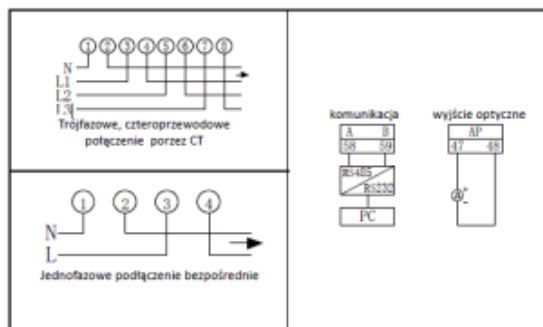 1 2 3 4 5 6 7 8
N
L1
L2
L3
Trójfazowe, czteroprzewodowe
połączenie porzez CT
1 2 3 4
N
L
Jednofazowe podłączenie bezpośrednie
komunikacja
A B
58 59
RS485
RS232
PC
wyjście optyczne
AP
47 48
A + -